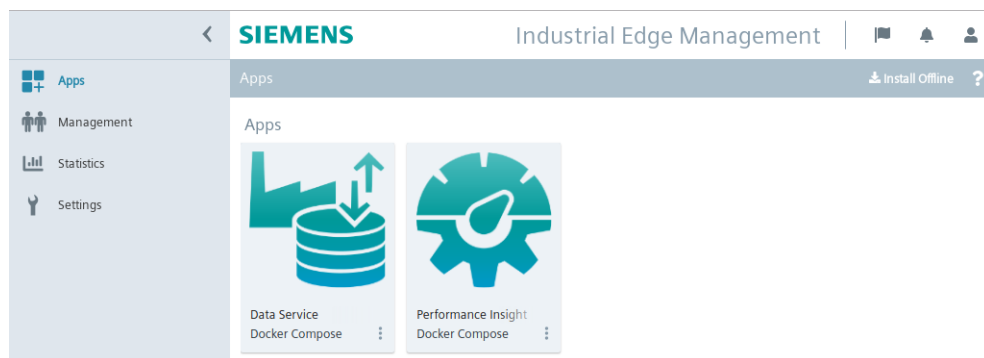 SIEMENS
Industrial Edge Management
Apps
Management
Statistics
Settings
Apps
Install Offline
?
Apps
Data Service
Docker Compose
Performance Insight
Docker Compose